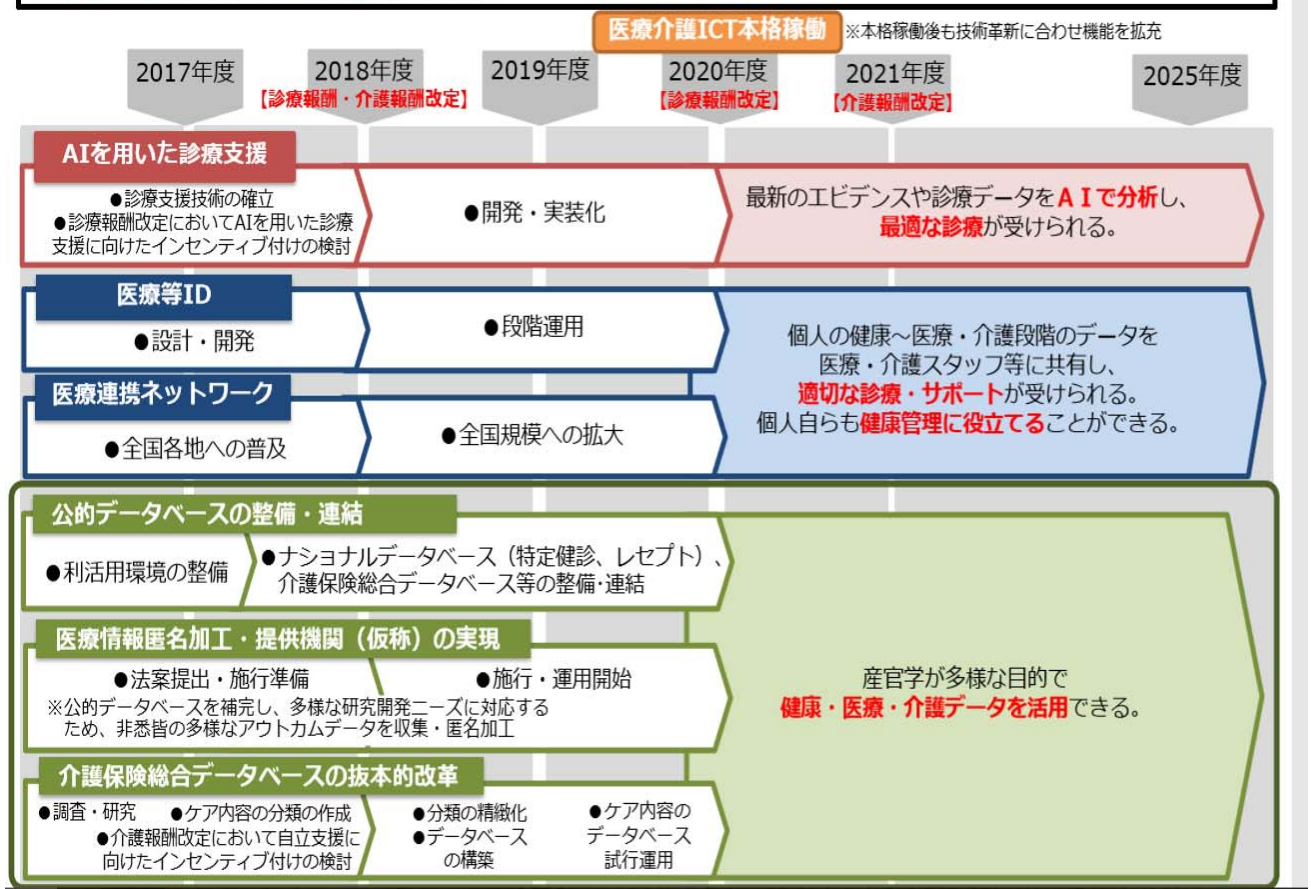 医療介護ICT本格稼働
※本格稼働後も技術革新に合わせ機能を拡充
2017年度
2018年度
【診療報酬・介護報酬改定】
2019年度
2020年度
【診療報酬改定】
2021年度
【介護報酬改定】
2025年度
AIを用いた診療支援
●診療支援技術の確立
●診療報酬改定においてAIを用いた診療
支援に向けたインセンティブ付けの検討
●開発・実装化
最新のエビデンスや診療データをＡＩで分析し、
最適な診療が受けられる。
医療等ID
●設計・開発
●段階運用
医療連携ネットワーク
●全国各地への普及
●全国規模への拡大
個人の健康～医療・介護段階のデータを
医療・介護スタッフ等に共有し、
適切な診療・サポートが受けられる。
個人自らも健康管理に役立てることができる。
公的データベースの整備・連結
●利活用環境の整備
●ナショナルデータベース（特定健診、レセプト）、
介護保険総合データベース等の整備・連結
医療情報匿名加工・提供機関（仮称）の実現
●法案提出・施行準備
●施行・運用開始
※公的データベースを補完し、多様な研究開発ニーズに対応する
ため、非悉皆の多様なアウトカムデータを収集・匿名加工
介護保険総合データベースの抜本的改革
●調査・研究　●ケア内容の分類の作成
●介護報酬改定において自立支援に
向けたインセンティブ付けの検討
●分類の精緻化
●データベース
の構築
●ケア内容の
データベース
試行運用
産官学が多様な目的で
健康・医療・介護データを活用できる。